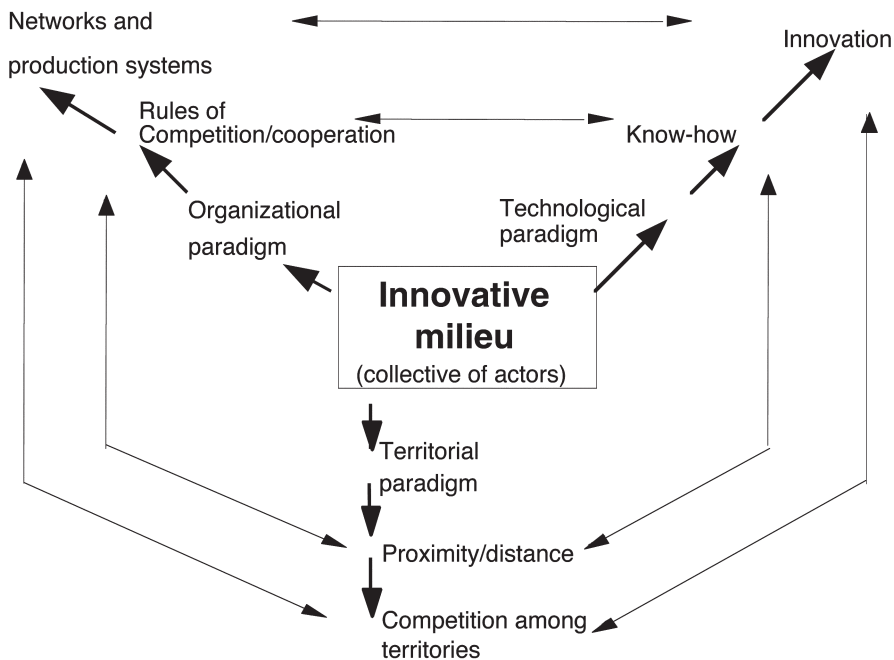 Networks and
production systems
Innovation
Rules of
Competition/cooperation
Know-how
Organizational
paradigm
Technological
paradigm
Innovative
milieu
(collective of actors)
Territorial
paradigm
Proximity/distance
Competition among
territories